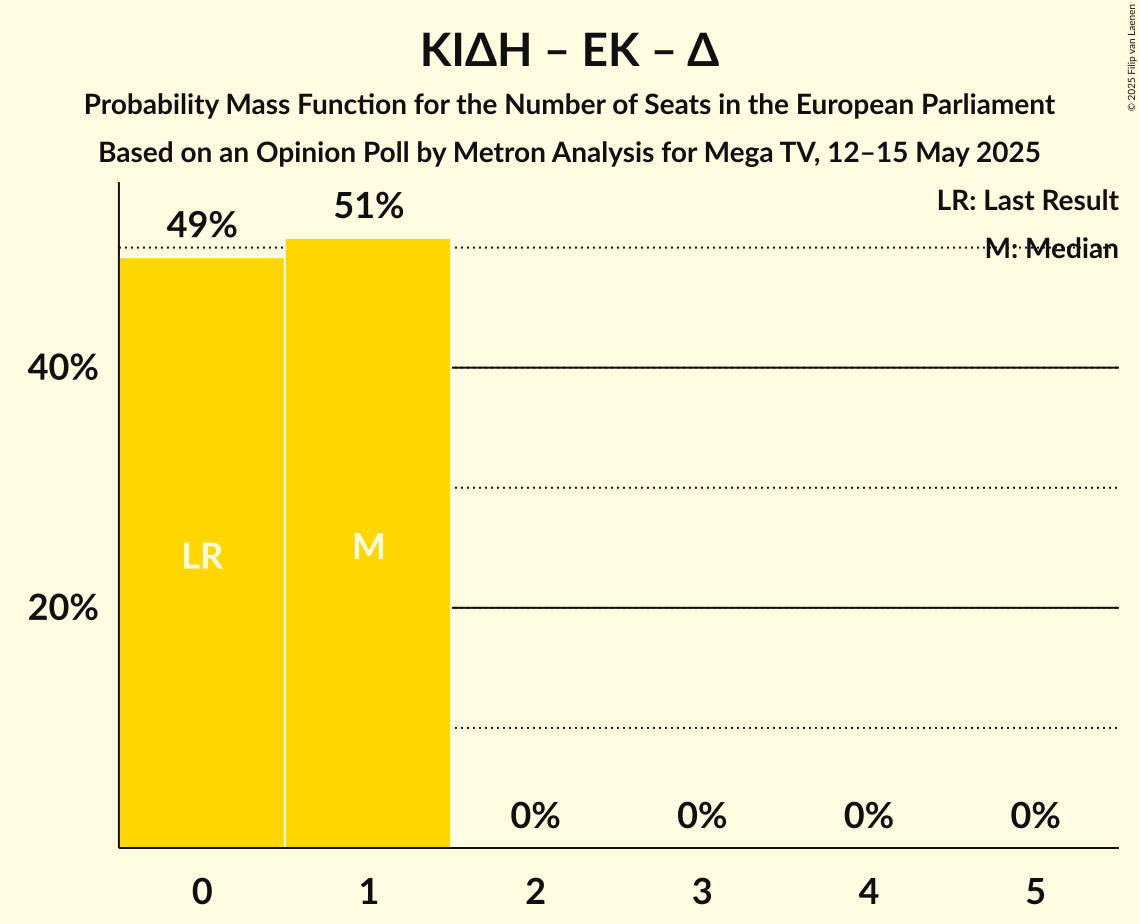 ΚΙΔΗ – ΕΚ – Δ
Probability Mass Function for the Number of Seats in the European Parliament
Based on an Opinion Poll by Metron Analysis for Mega TV, 12–15 May 2025
© 2025 Filip van Laenen
LR: Last Result
M: Median
49%
51%
40%
20%
LR
M
0%
0%
0%
0%
0
1
2
3
4
5